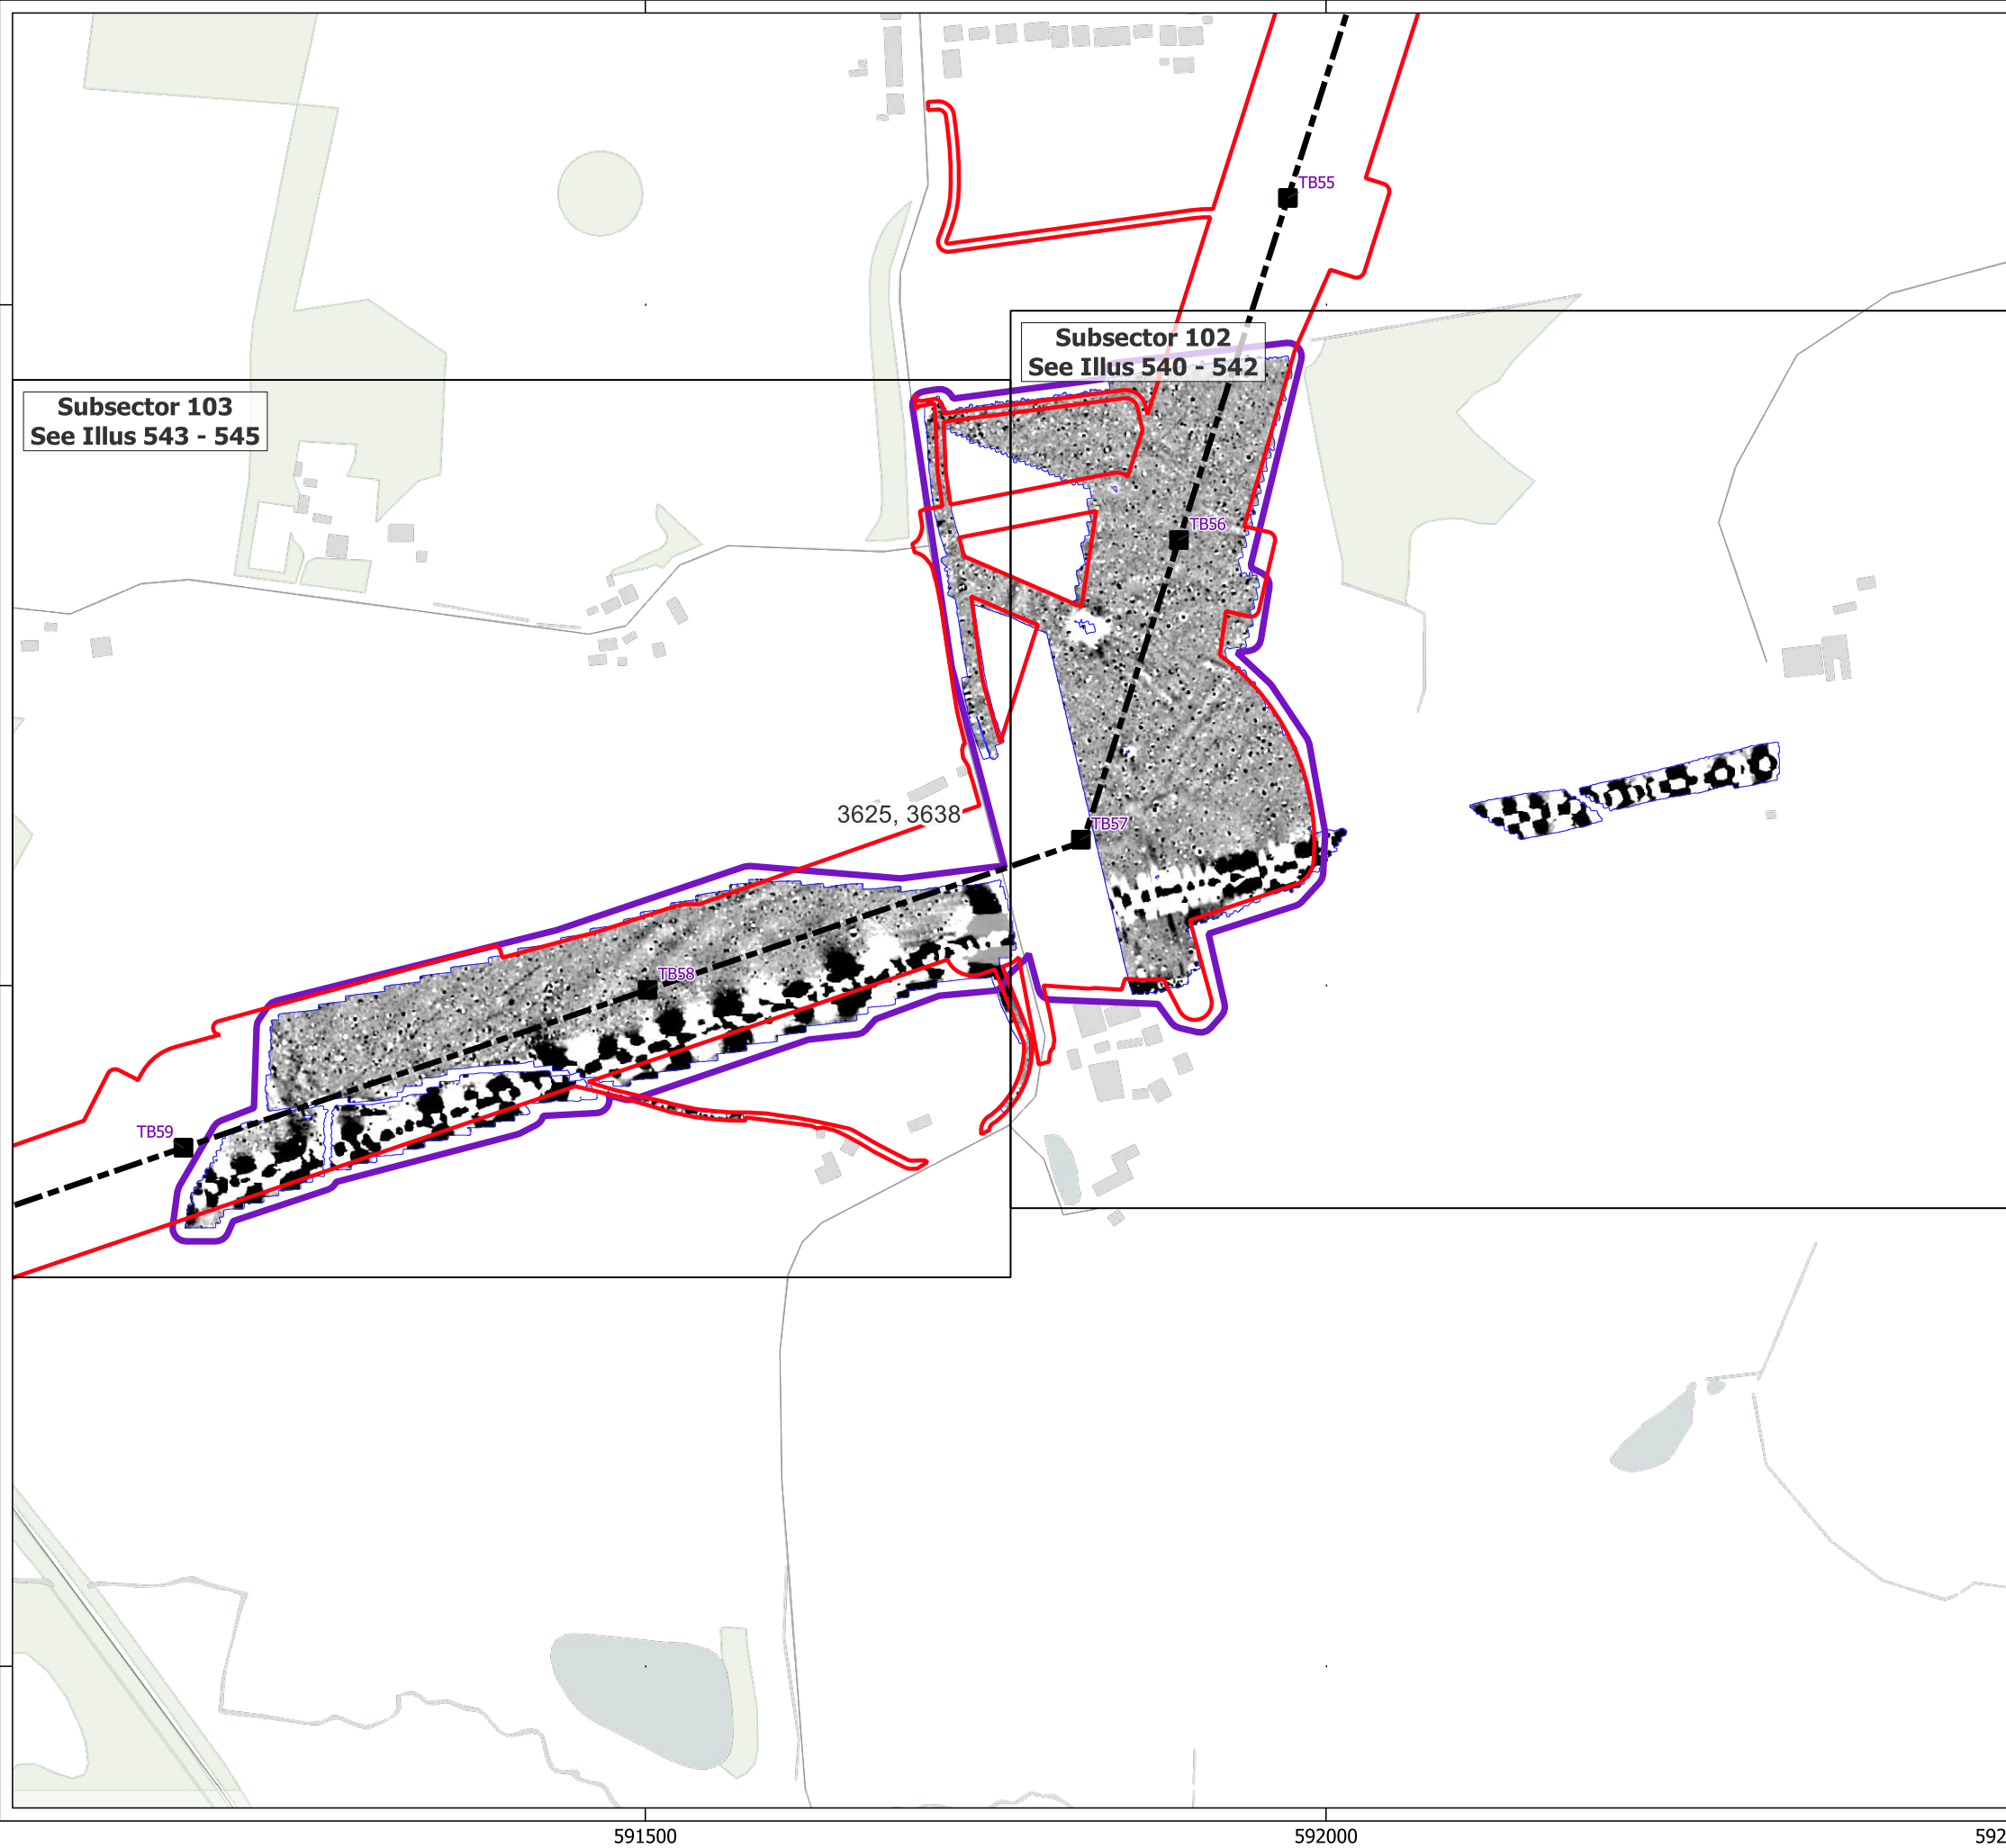 TB55
Subsector 102
See Illus 540 - 542
Subsector 103
See Illus 543 - 545
TB56
3625, 3638
TB57
TB58
TB59
591500
592000
592